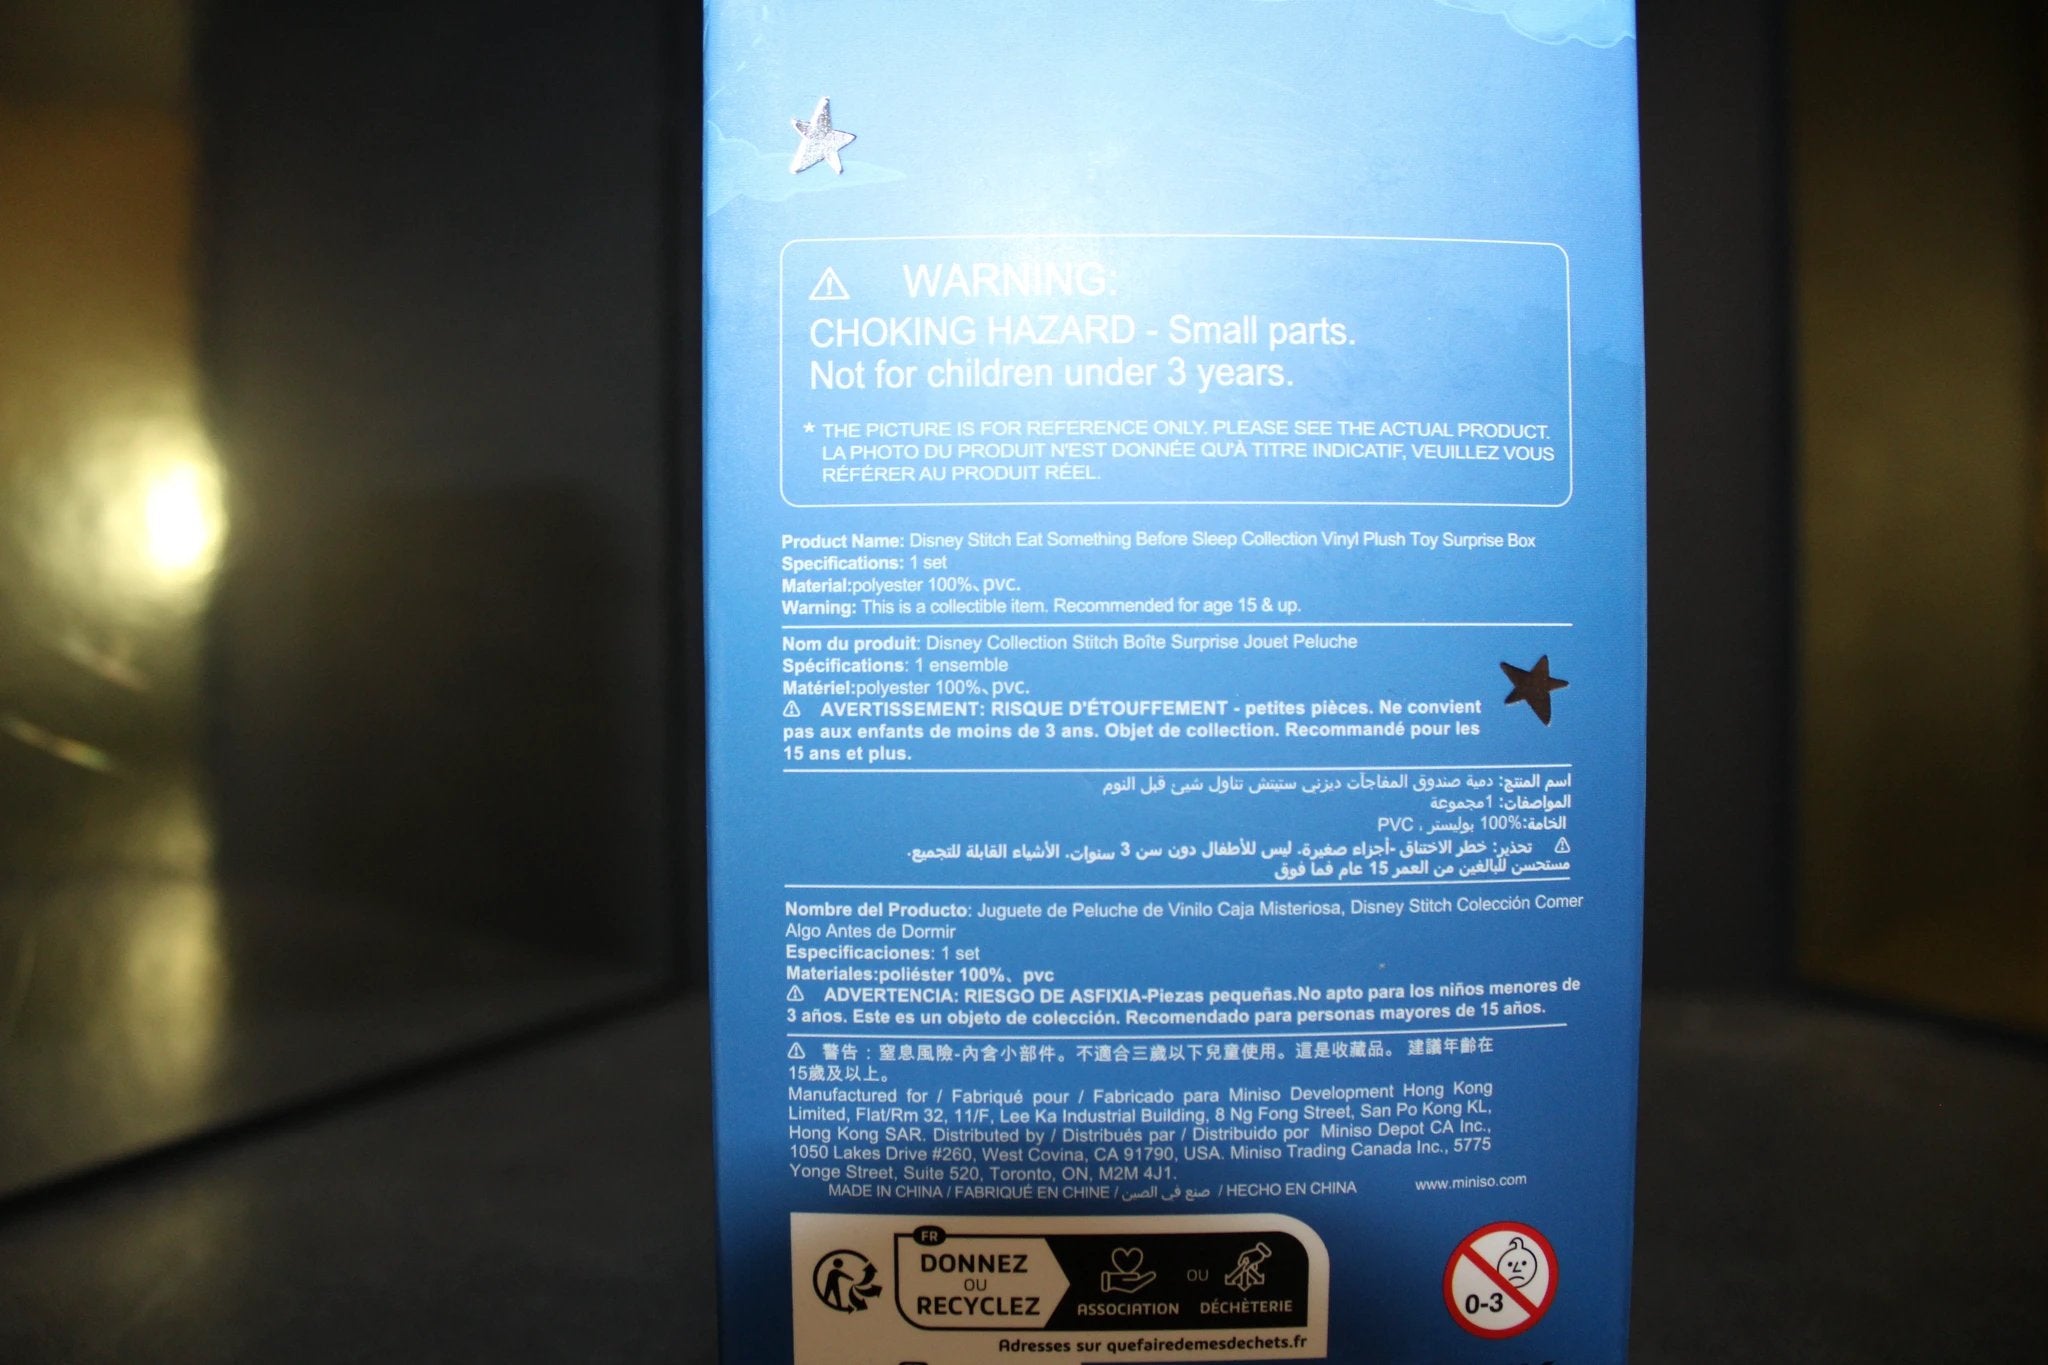 WARNING:
CHOKING HAZARD - Small parts.
Not for children under 3 years.
* THE PICTURE IS FOR REFERENCE ONLY. PLEASE SEE THE ACTUAL PRODUCT.
LA PHOTO DU PRODUIT N'EST DONNÉE QU'À TITRE INDICATIF, VEUILLEZ VOUS
RÉFÉRER AU PRODUIT RÉEL.
Product Name: Disney Stitch Eat Something Before Sleep Collection Vinyl Plush Toy Surprise Box
Specifications: 1 set
Material:polyester 100%、pvc.
Warning: This is a collectible item. Recommended for age 15 & up.
Nom du produit: Disney Collection Stitch Boîte Surprise Jouet Peluche
Spécifications: 1 ensemble
Matériel:polyester 100%、pvc.
⚠ AVERTISSEMENT: RISQUE D'ÉTOUFFEMENT - petites pièces. Ne convient
pas aux enfants de moins de 3 ans. Objet de collection. Recommandé pour les
15 ans et plus.
اسم المنتج: دمية صندوق المفاجآت ديزني ستيتش تناول شيئ قبل النوم
المواصفات: 1مجموعة
الخامة:%100 بوليستر ، PVC
⚠ تحذير: خطر الاختناق -أجزاء صغيرة. ليس للأطفال دون سن 3 سنوات. الأشياء القابلة للتجميع.
مستحسن للبالغين من العمر 15 عام فما فوق
Nombre del Producto: Juguete de Peluche de Vinilo Caja Misteriosa, Disney Stitch Colección Comer
Algo Antes de Dormir
Especificaciones: 1 set
Materiales:poliéster 100%、pvc
⚠ ADVERTENCIA: RIESGO DE ASFIXIA-Piezas pequeñas.No apto para los niños menores de
3 años. Este es un objeto de colección. Recomendado para personas mayores de 15 años.
⚠ 警告：窒息風險-內含小部件。不適合三歲以下兒童使用。這是收藏品。 建議年齡在
15歲及以上。
Manufactured for / Fabriqué pour / Fabricado para Miniso Development Hong Kong
Limited, Flat/Rm 32, 11/F, Lee Ka Industrial Building, 8 Ng Fong Street, San Po Kong KL,
Hong Kong SAR. Distributed by / Distribués par / Distribuido por Miniso Depot CA Inc.,
1050 Lakes Drive #260, West Covina, CA 91790, USA. Miniso Trading Canada Inc., 5775
Yonge Street, Suite 520, Toronto, ON, M2M 4J1.
MADE IN CHINA / FABRIQUÉ EN CHINE / صنع في الصين / HECHO EN CHINA www.miniso.com
FR
DONNEZ
OU
RECYCLEZ
ASSOCIATION
OU
DÉCHÈTERIE
Adresses sur quefairedemesdechets.fr
0-3